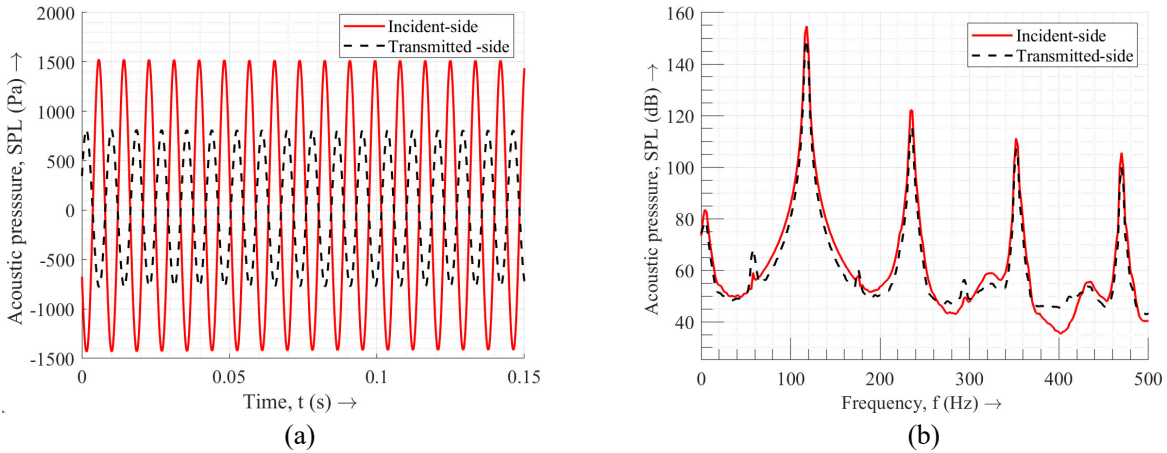 2000
1500
1000
500
0
-500
-1000
-1500
Acoustic presssure, SPL (Pa) →
Incident-side
Transmitted -side
0
0.05
0.1
0.15
Time, t (s) →
(a)
160
140
120
100
80
60
40
Acoustic presssure, SPL (dB) →
Incident-side
Transmitted-side
0
100
200
300
400
500
Frequency, f (Hz) →
(b)